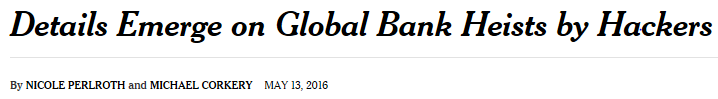 Details Emerge on Global Bank Heists by Hackers
By NICOLE PERLROTH and MICHAEL CORKERY MAY 13, 2016